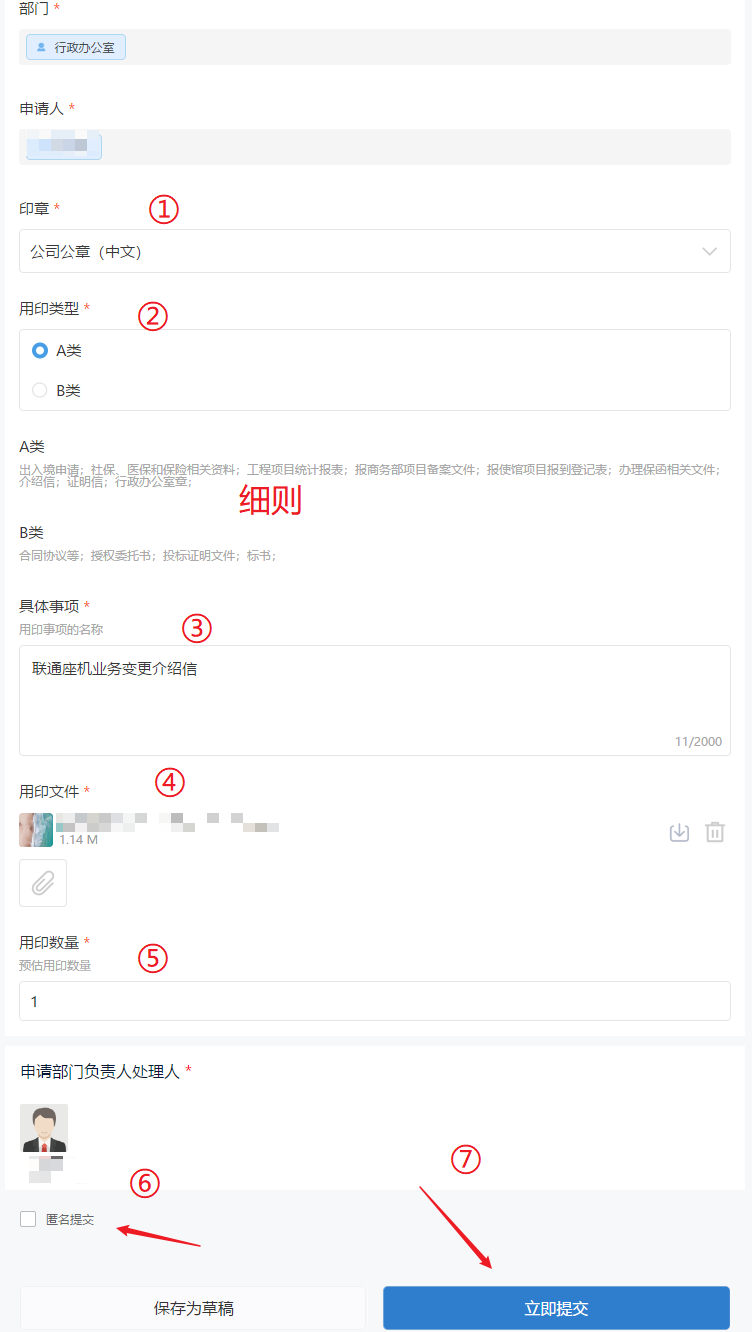 部门 *
行政办公室
申请人 *
印章 *
①
公司公章（中文）
用印类型 *
②
A类
B类
A类
出入境申请；社保、医保和保险相关资料；工程项目统计报表；报商务部项目备案文件；报使馆项目报到登记表；办理保函相关文件；
介绍信；证明信；行政办公室章；
细则
B类
合同协议等；授权委托书；投标证明文件；标书；
具体事项 *
用印事项的名称
③
联通座机业务变更介绍信
11/2000
用印文件 *
④
1.14 M
用印数量 *
预估用印数量
⑤
1
申请部门负责人处理人 *
⑦
⑥
匿名提交
保存为草稿
立即提交